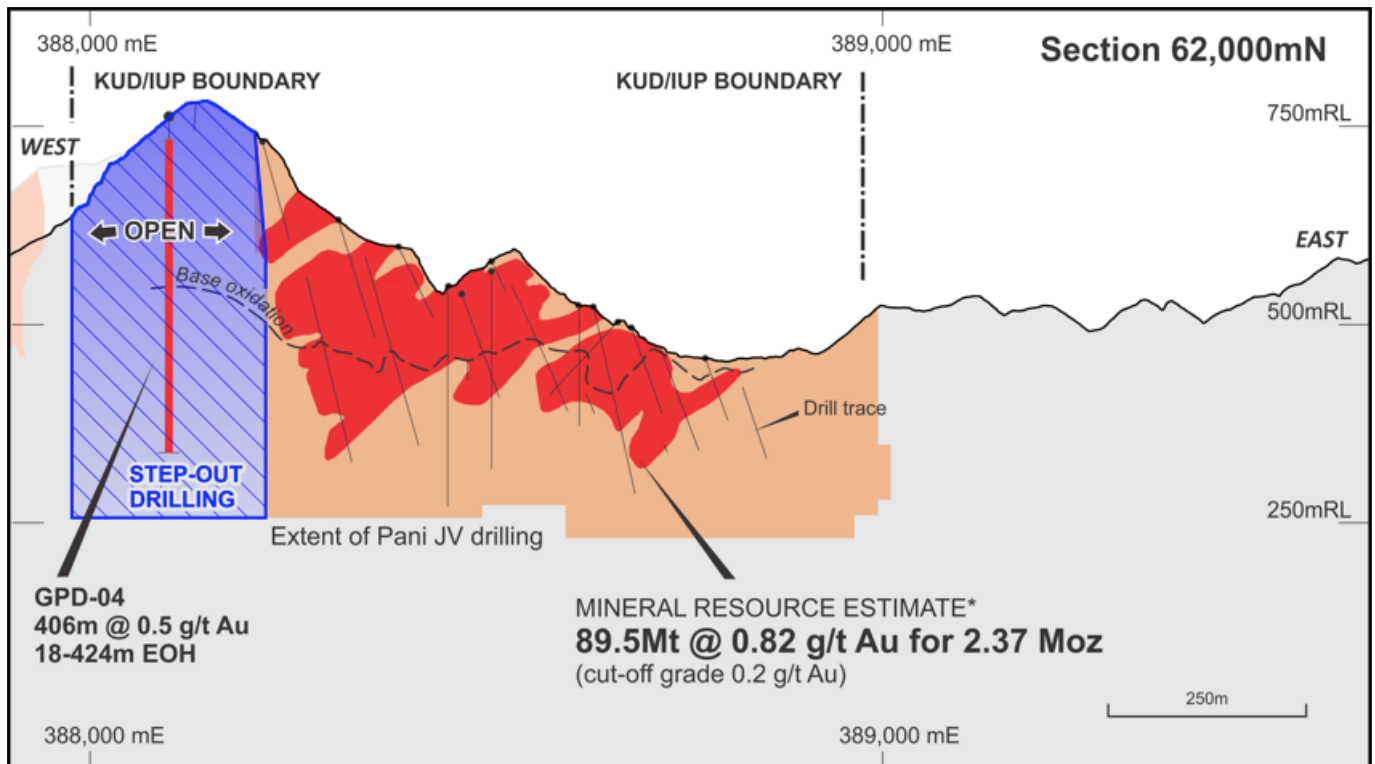 388,000 mE
389,000 mE
Section 62,000mN
KUD/IUP BOUNDARY
KUD/IUP BOUNDARY
750mRL
WEST
OPEN
EAST
Base oxidation
500mRL
Drill trace
STEP-OUT
DRILLING
250mRL
Extent of Pani JV drilling
GPD-04
406m @ 0.5 g/t Au
18-424m EOH
MINERAL RESOURCE ESTIMATE*
89.5Mt @ 0.82 g/t Au for 2.37 Moz
(cut-off grade 0.2 g/t Au)
250m
388,000 mE
389,000 mE